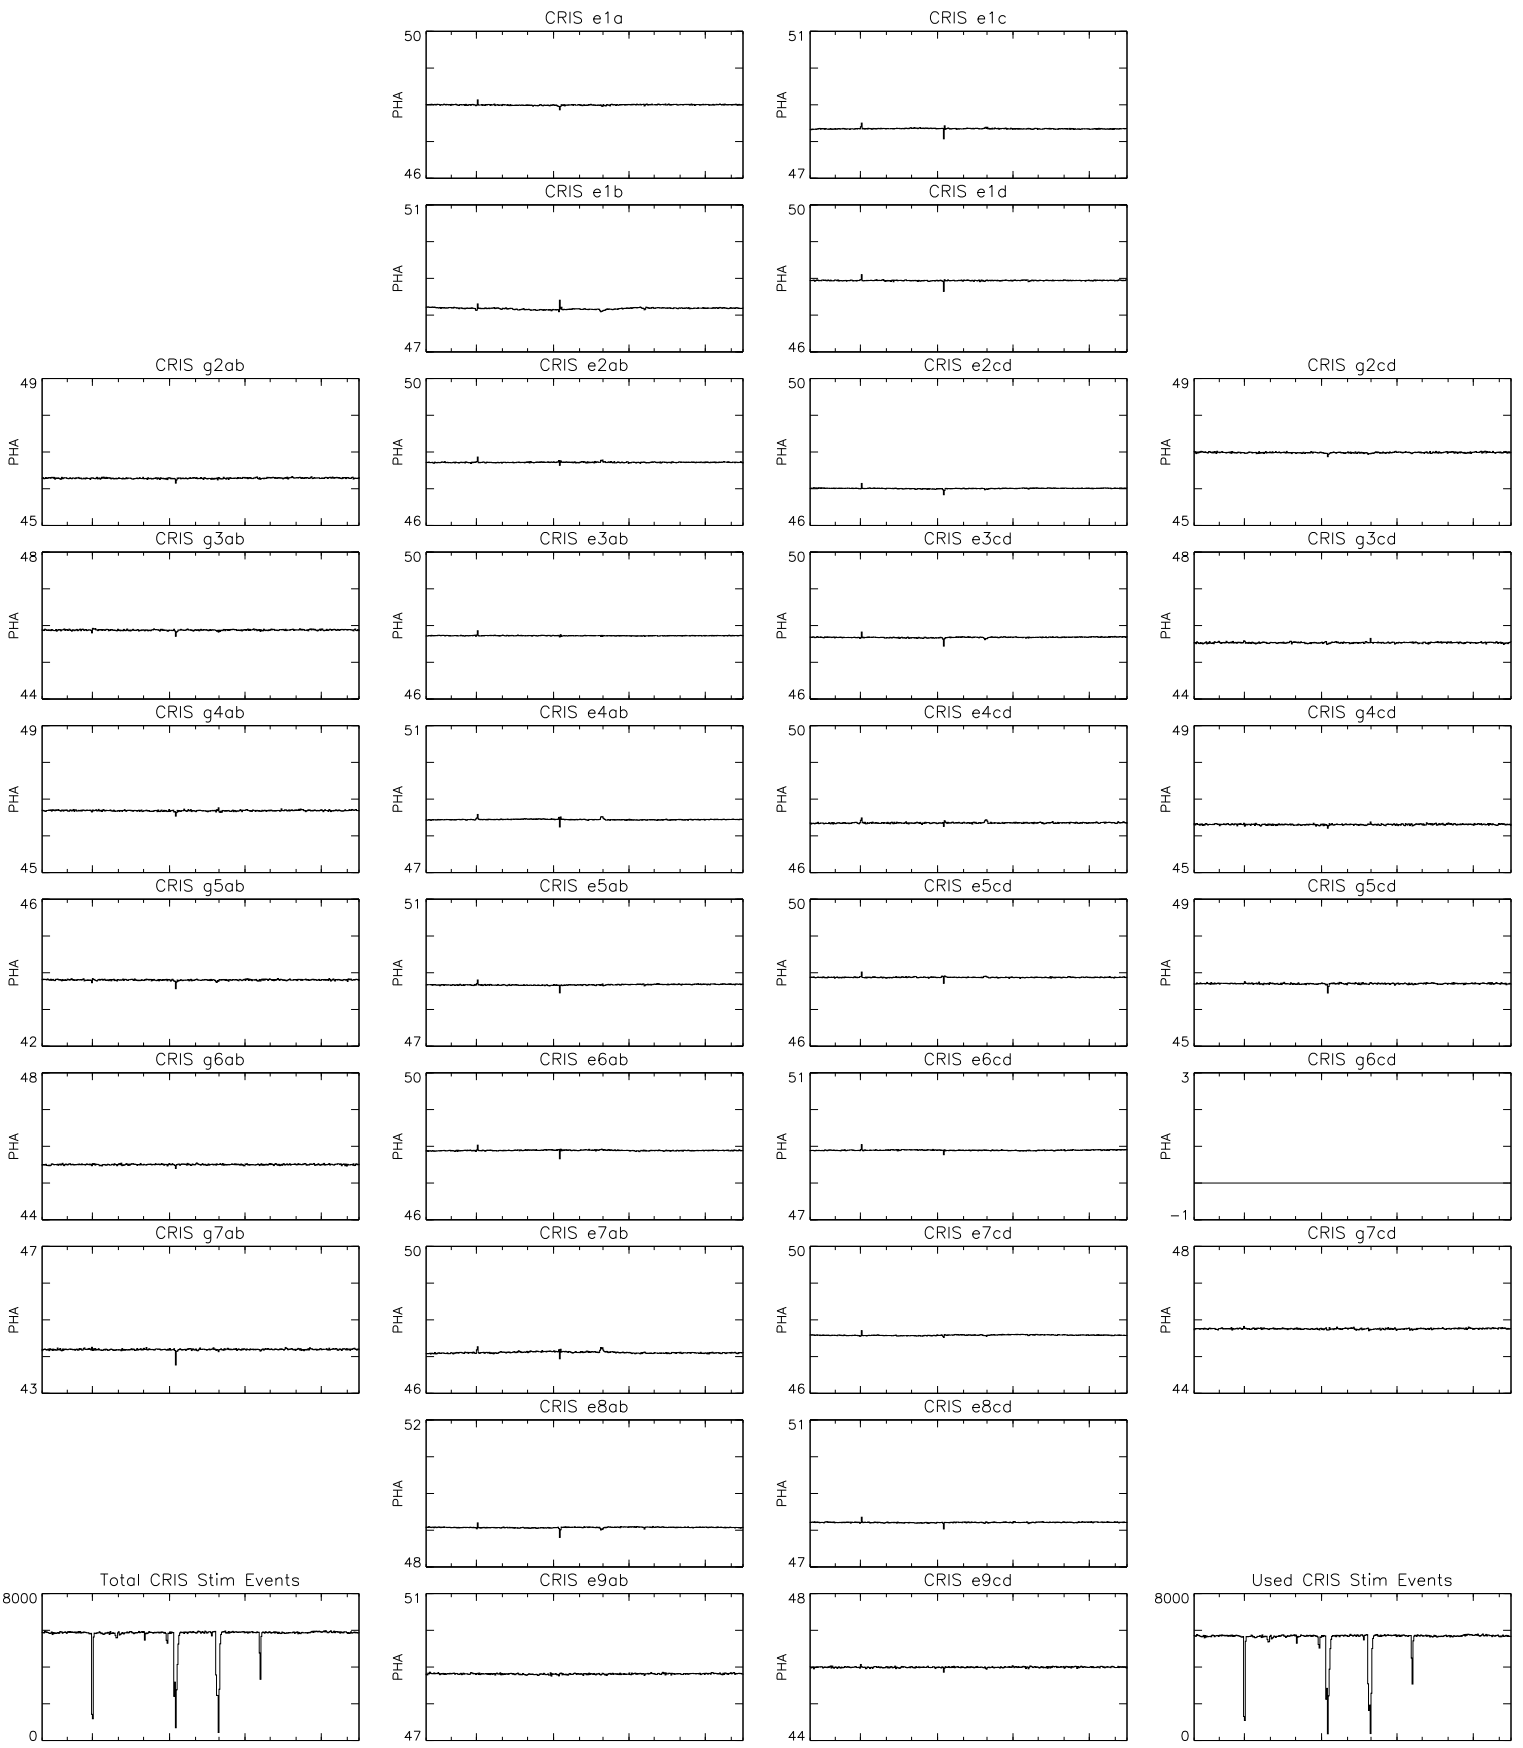 CRIS e1a
CRIS e1c
50
PHA
46
51
PHA
47
CRIS e1b
CRIS e1d
51
PHA
47
50
PHA
46
CRIS g2ab
CRIS e2ab
CRIS e2cd
CRIS g2cd
49
PHA
45
50
PHA
46
50
PHA
46
49
PHA
45
CRIS g3ab
CRIS e3ab
CRIS e3cd
CRIS g3cd
48
PHA
44
50
PHA
46
50
PHA
46
48
PHA
44
CRIS g4ab
CRIS e4ab
CRIS e4cd
CRIS g4cd
49
PHA
45
51
PHA
47
50
PHA
46
49
PHA
45
CRIS g5ab
CRIS e5ab
CRIS e5cd
CRIS g5cd
46
PHA
42
51
PHA
47
50
PHA
46
49
PHA
45
CRIS g6ab
CRIS e6ab
CRIS e6cd
CRIS g6cd
48
PHA
44
50
PHA
46
51
PHA
47
3
PHA
−1
CRIS g7ab
CRIS e7ab
CRIS e7cd
CRIS g7cd
47
PHA
43
50
PHA
46
50
PHA
46
48
PHA
44
CRIS e8ab
CRIS e8cd
52
PHA
48
51
PHA
47
Total CRIS Stim Events
CRIS e9ab
CRIS e9cd
Used CRIS Stim Events
8000
0
51
PHA
47
48
PHA
44
8000
0